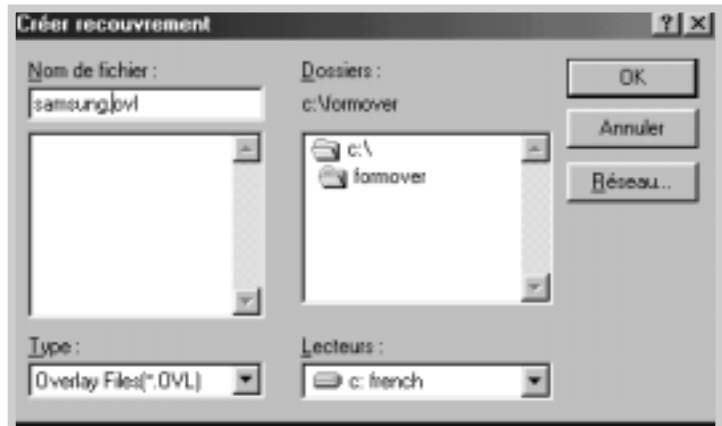 Créer recouvrement
Nom de fichier :
samsung.ovl
Dossiers :
c:\formover
c:\
formover
OK
Annuler
Réseau...
Type :
Overlay Files(*.OVL)
Lecteurs :
c: french